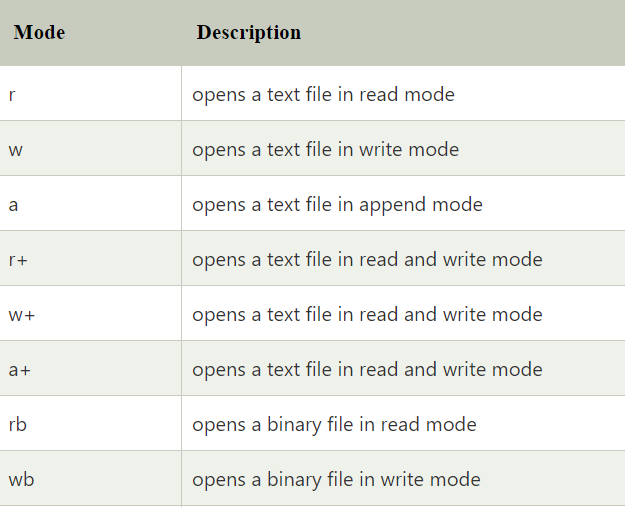 Mode Description
r opens a text file in read mode
w opens a text file in write mode
a opens a text file in append mode
r+ opens a text file in read and write mode
w+ opens a text file in read and write mode
a+ opens a text file in read and write mode
rb opens a binary file in read mode
wb opens a binary file in write mode